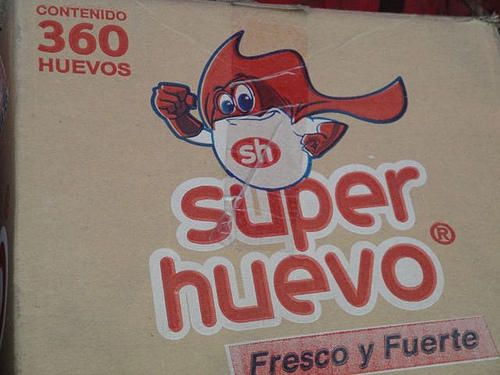 CONTENIDO
360
HUEVOS
sh
super
huevo®
Fresco y Fuerte